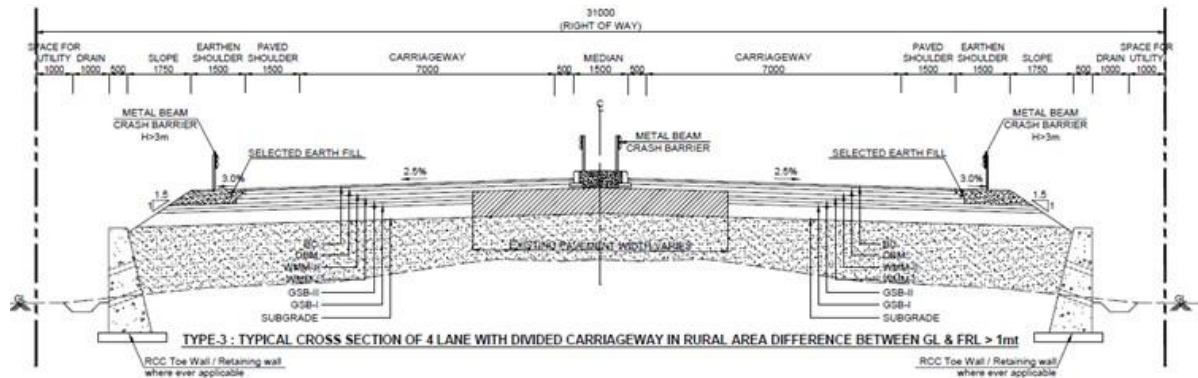 31000
(RIGHT OF WAY)
SPACE FOR
UTILITY
1000
DRAIN
1000
500
SLOPE
1750
EARTHEN
SHOULDER
1500
PAVED
SHOULDER
1500
CARRIAGEWAY
7000
500
MEDIAN
1500
500
CARRIAGEWAY
7000
PAVED
SHOULDER
1500
EARTHEN
SHOULDER
1500
SLOPE
1750
500
DRAIN
1000
SPACE FOR
UTILITY
1000
METAL BEAM
CRASH BARRIER
H>3m
SELECTED EARTH FILL
3.0%
2.5%
C
METAL BEAM
CRASH BARRIER
2.5%
METAL BEAM
CRASH BARRIER
H>3m
SELECTED EARTH FILL
3.0%
1.5
1
1.5
1
EXISTING PAVEMENT WIDTH VARIES
BC
DBM
WMM-II
WMM-I
GSB-II
GSB-I
SUBGRADE
BC
DBM
WMM-II
WMM-I
GSB-II
GSB-I
SUBGRADE
TYPE-3 : TYPICAL CROSS SECTION OF 4 LANE WITH DIVIDED CARRIAGEWAY IN RURAL AREA DIFFERENCE BETWEEN GL & FRL > 1mt
RCC Toe Wall / Retaining wall
where ever applicable
RCC Toe Wall / Retaining wall
where ever applicable